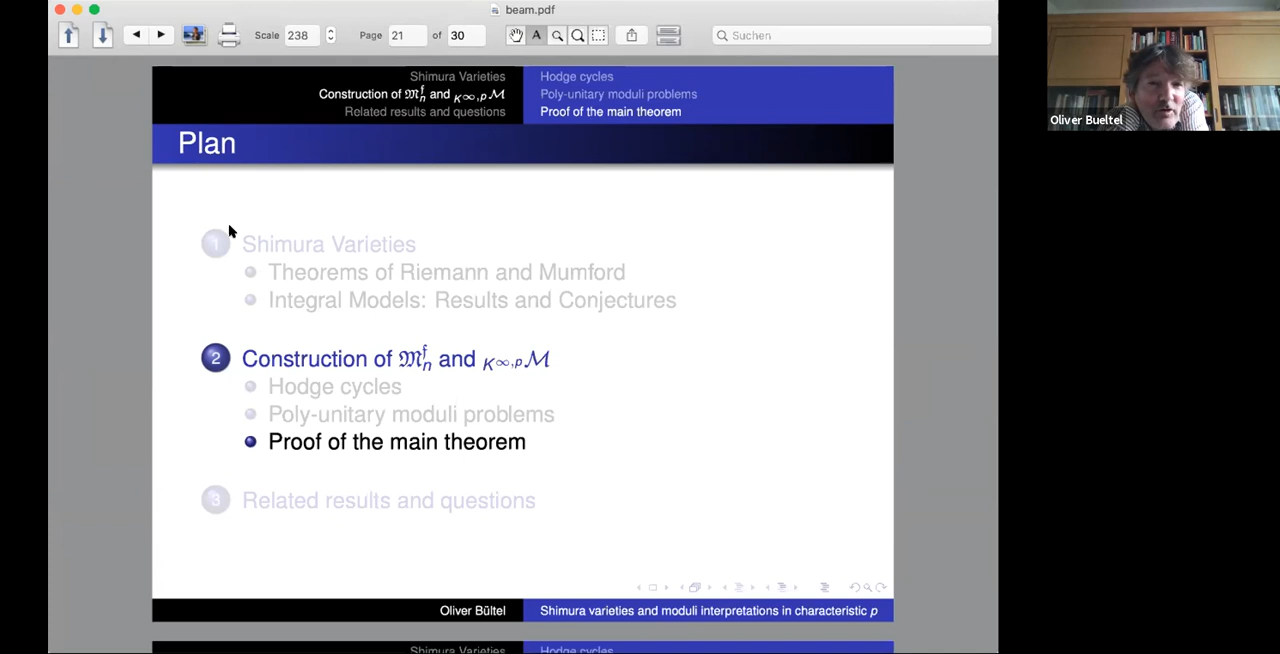 beam.pdf
Scale 238 Page 21 of 30 A Suchen
Shimura Varieties
Construction of 𝔐ₙᶠ and K∞,pℳ
Related results and questions
Hodge cycles
Poly-unitary moduli problems
Proof of the main theorem
Plan
1 Shimura Varieties
Theorems of Riemann and Mumford
Integral Models: Results and Conjectures
2 Construction of 𝔐ₙᶠ and K∞,pℳ
Hodge cycles
Poly-unitary moduli problems
Proof of the main theorem
3 Related results and questions
Oliver Bültel
Shimura varieties and moduli interpretations in characteristic p
Shimura Varieties
Hodge cycles
Oliver Bueltel